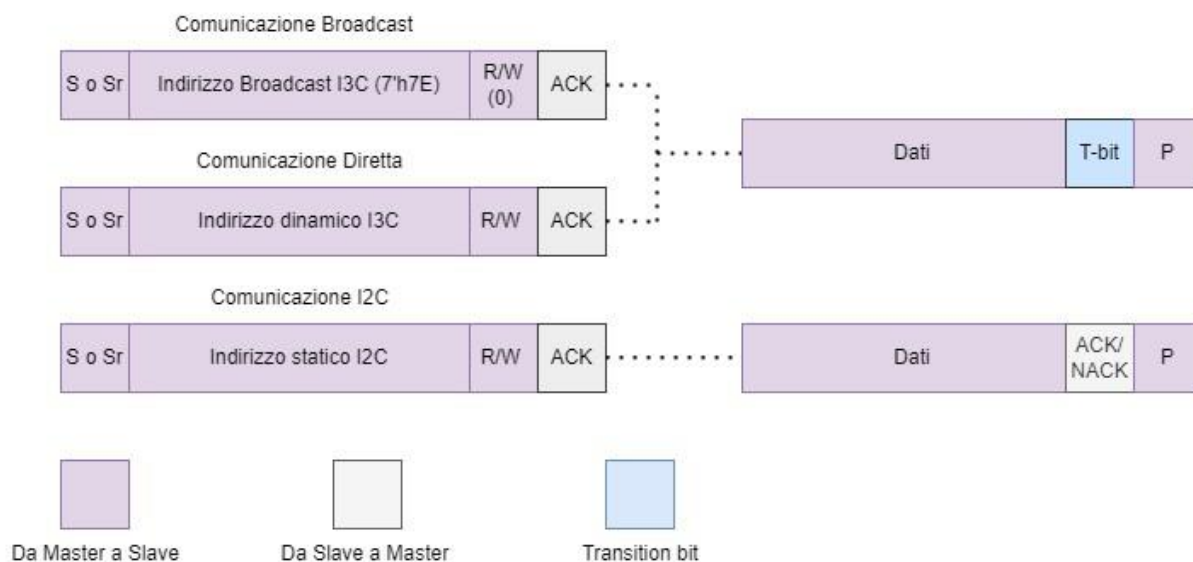 Comunicazione Broadcast
S o Sr Indirizzo Broadcast I3C (7'h7E) R/W (0) ACK
Dati T-bit P
Comunicazione Diretta
S o Sr Indirizzo dinamico I3C R/W ACK
Comunicazione I2C
S o Sr Indirizzo statico I2C R/W ACK
Dati ACK/ NACK P
Da Master a Slave
Da Slave a Master
Transition bit